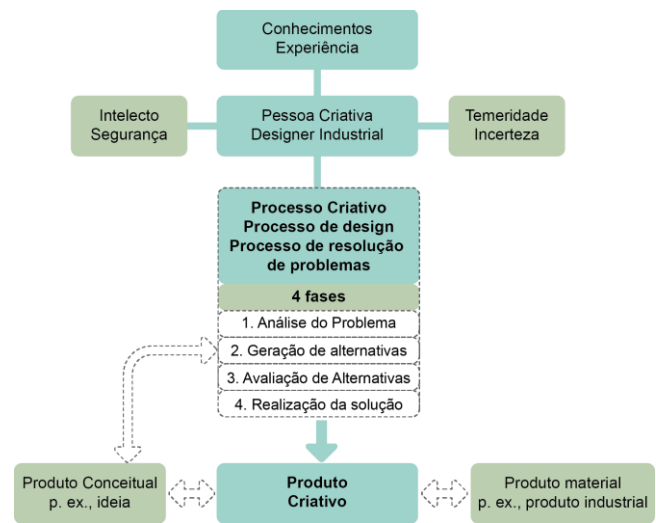 Conhecimentos
Experiência
Intelecto
Segurança
Pessoa Criativa
Designer Industrial
Temeridade
Incerteza
Processo Criativo
Processo de design
Processo de resolução
de problemas
4 fases
1. Análise do Problema
2. Geração de alternativas
3. Avaliação de Alternativas
4. Realização da solução
Produto Conceitual
p. ex., ideia
Produto
Criativo
Produto material
p. ex., produto industrial